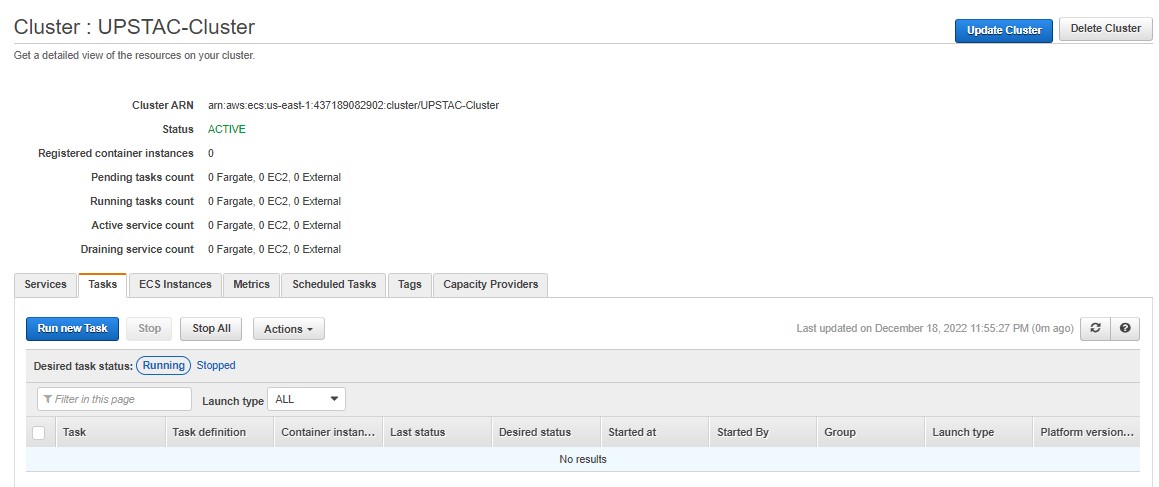 Cluster : UPSTAC-Cluster
Update Cluster
Delete Cluster
Get a detailed view of the resources on your cluster.
Cluster ARN arn:aws:ecs:us-east-1:437189082902:cluster/UPSTAC-Cluster
Status ACTIVE
Registered container instances 0
Pending tasks count 0 Fargate, 0 EC2, 0 External
Running tasks count 0 Fargate, 0 EC2, 0 External
Active service count 0 Fargate, 0 EC2, 0 External
Draining service count 0 Fargate, 0 EC2, 0 External
Services Tasks ECS Instances Metrics Scheduled Tasks Tags Capacity Providers
Run new Task Stop Stop All Actions Last updated on December 18, 2022 11:55:27 PM (0m ago) ?
Desired task status: Running Stopped
Filter in this page Launch type ALL
Task Task definition Container instan... Last status Desired status Started at Started By Group Launch type Platform version...
No results